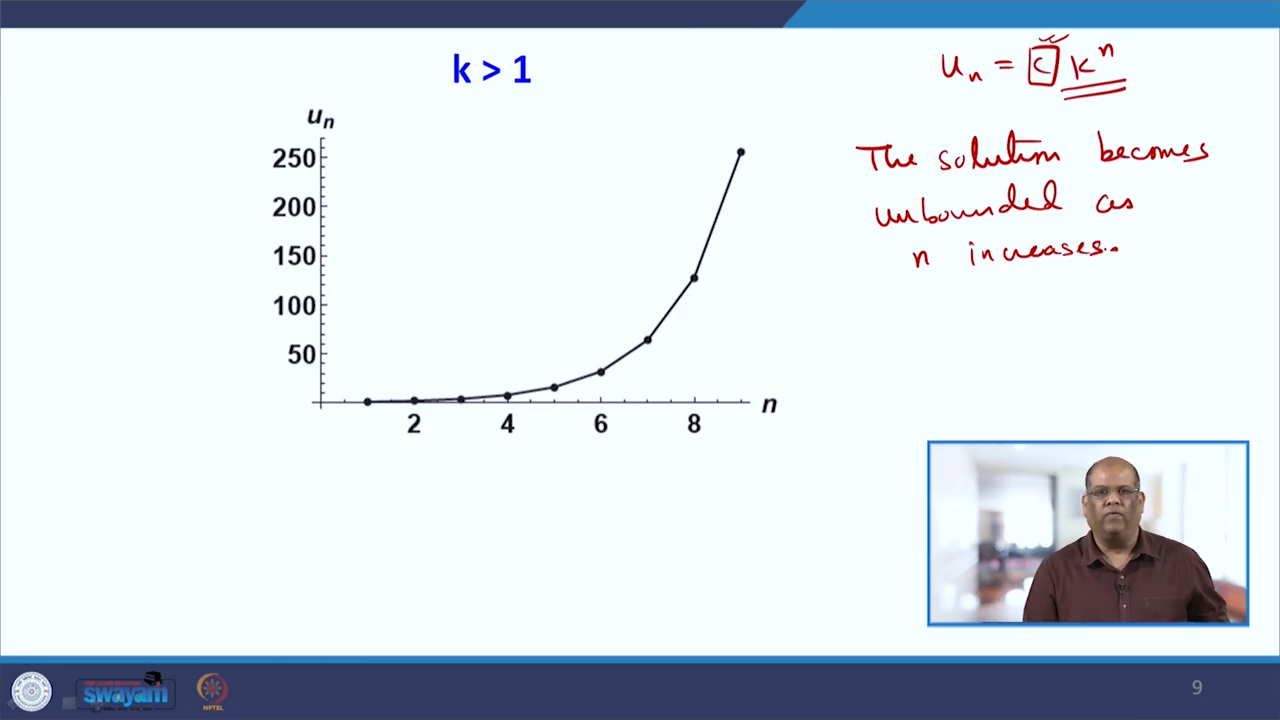 k > 1
u_n = c k^n
The solution becomes
unbounded as
n increases..
u_n
250
200
150
100
50
2 4 6 8 n
swayam
NPTEL
9